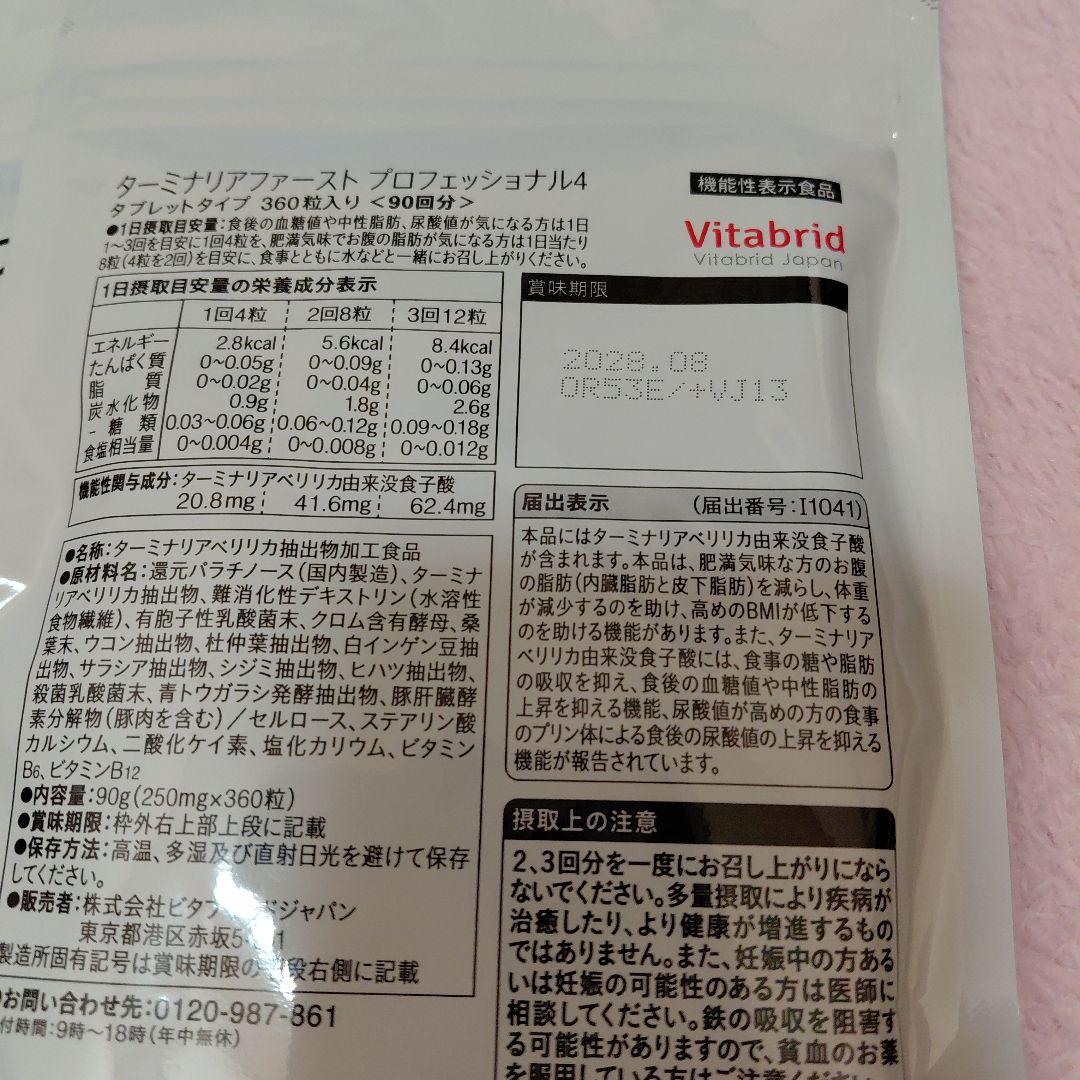 ターミナリアファースト プロフェッショナル4
タブレットタイプ 360粒入り <90回分>
●1日摂取目安量:食後の血糖値や中性脂肪、尿酸値が気になる方は1日
1〜3回を目安に1回4粒を、肥満気味でお腹の脂肪が気になる方は1日当たり
8粒(4粒を2回)を目安に、食事とともに水などと一緒にお召し上がりください。
1日摂取目安量の栄養成分表示
1回4粒 2回8粒 3回12粒
エネルギー 2.8kcal 5.6kcal 8.4kcal
たんぱく質 0~0.05g 0~0.09g 0~0.13g
脂質 0~0.02g 0~0.04g 0~0.06g
炭水化物 0.9g 1.8g 2.6g
- 糖類 0.03~0.06g 0.06~0.12g 0.09~0.18g
食塩相当量 0~0.004g 0~0.008g 0~0.012g
機能性関与成分:ターミナリアベリリカ由来没食子酸
20.8mg 41.6mg 62.4mg
●名称:ターミナリアベリリカ抽出物加工食品
●原材料名:還元パラチノース(国内製造)、ターミナ
リアベリリカ抽出物、難消化性デキストリン(水溶性
食物繊維)、有胞子性乳酸菌末、クロム含有酵母、桑
葉末、ウコン抽出物、杜仲葉抽出物、白インゲン豆抽
出物、サラシア抽出物、シジミ抽出物、ヒハツ抽出物、
殺菌乳酸菌末、青トウガラシ発酵抽出物、豚肝臓酵
素分解物(豚肉を含む)/セルロース、ステアリン酸
カルシウム、二酸化ケイ素、塩化カリウム、ビタミン
B6、ビタミンB12
●内容量:90g(250mg×360粒)
●賞味期限:枠外右上部上段に記載
●保存方法:高温、多湿及び直射日光を避けて保存
してください。
●販売者:株式会社ビタブリッドジャパン
東京都港区赤坂5
製造所固有記号は賞味期限の 段右側に記載
お問い合わせ先:0120-987-861
付時間:9時〜18時(年中無休)
機能性表示食品
Vitabrid
Vitabrid Japan
賞味期限
2028.08
OR53E/+VJ13
届出表示 (届出番号:I1041)
本品にはターミナリアベリリカ由来没食子酸
が含まれます。本品は、肥満気味な方のお腹
の脂肪(内臓脂肪と皮下脂肪)を減らし、体重
が減少するのを助け、高めのBMIが低下する
のを助ける機能があります。また、ターミナリア
ベリリカ由来没食子酸には、食事の糖や脂肪
の吸収を抑え、食後の血糖値や中性脂肪の
上昇を抑える機能、尿酸値が高めの方の食事
のプリン体による食後の尿酸値の上昇を抑える
機能が報告されています。
摂取上の注意
2、3回分を一度にお召し上がりになら
ないでください。多量摂取により疾病が
治癒したり、より健康が増進するもの
ではありません。また、妊娠中の方ある
いは妊娠の可能性のある方は医師に
相談してください。鉄の吸収を阻害す
る可能性がありますので、貧血のお薬
を服用している方はご注意ください